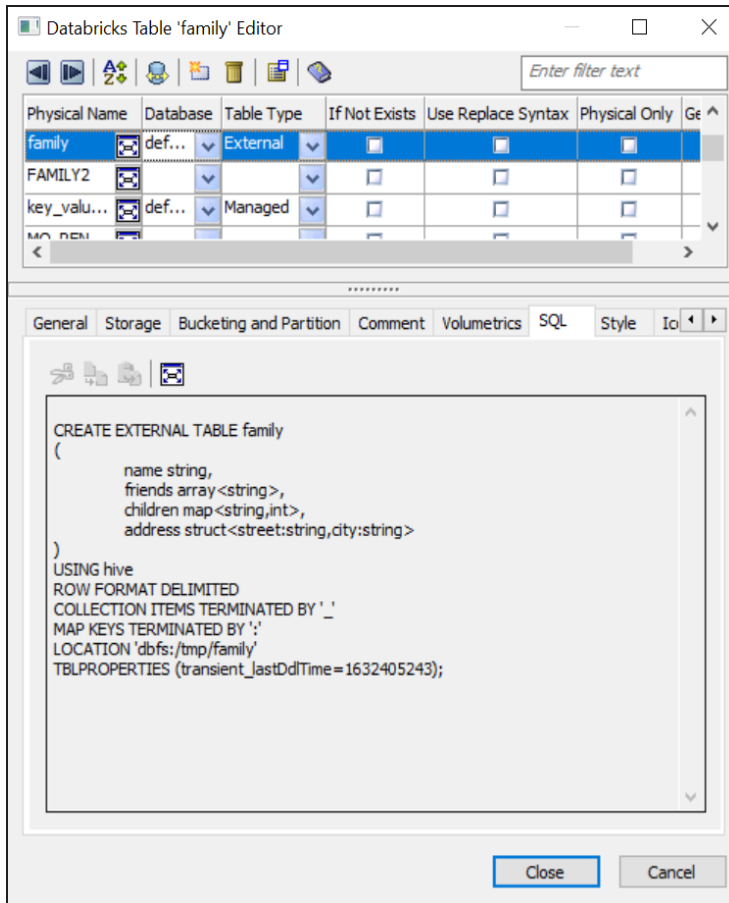 Databricks Table 'family' Editor
Enter filter text
Physical Name Database Table Type If Not Exists Use Replace Syntax Physical Only Ge
family def... External
FAMILY2
key_valu... def... Managed
General Storage Bucketing and Partition Comment Volumetrics SQL Style
CREATE EXTERNAL TABLE family
(
name string,
friends array<string>,
children map<string,int>,
address struct<street:string,city:string>
)
USING hive
ROW FORMAT DELIMITED
COLLECTION ITEMS TERMINATED BY '_'
MAP KEYS TERMINATED BY ':'
LOCATION 'dbfs:/tmp/family'
TBLPROPERTIES (transient_lastDdlTime=1632405243);
Close Cancel